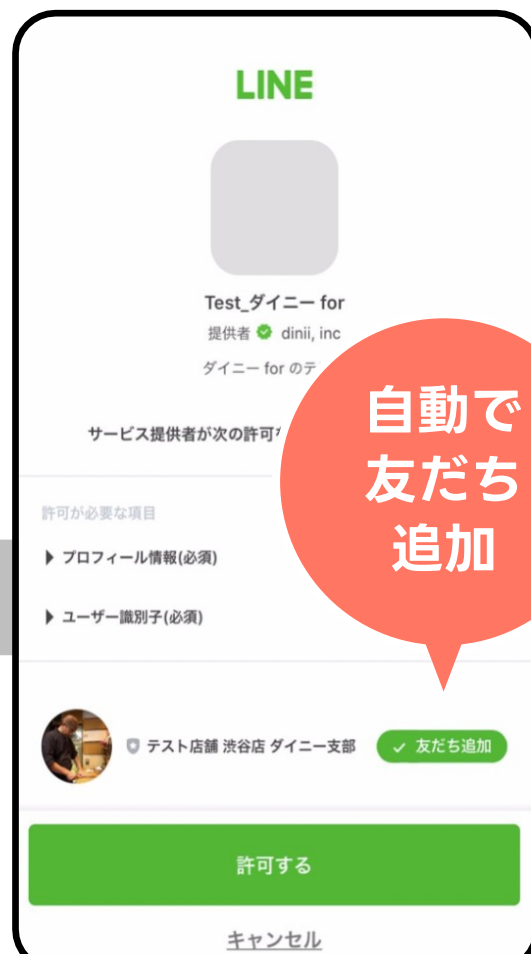 LINE
Test_ダイニー for
提供者 dinii, inc
ダイニー for のテ
サービス提供者が次の許可
自動で
友だち
追加
許可が必要な項目
プロフィール情報(必須)
ユーザー識別子(必須)
テスト店舗 渋谷店 ダイニー支部
友だち追加
許可する
キャンセル